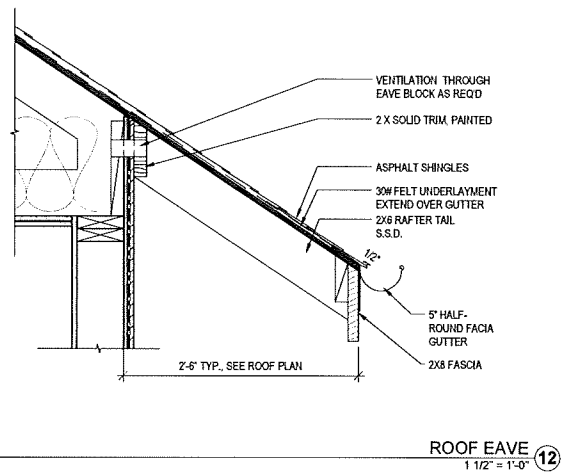 VENTILATION THROUGH
EAVE BLOCK AS REQ'D
2 X SOLID TRIM, PAINTED
ASPHALT SHINGLES
30# FELT UNDERLAYMENT
EXTEND OVER GUTTER
2X6 RAFTER TAIL
S.S.D.
1/2"
5" HALF-
ROUND FACIA
GUTTER
2X8 FASCIA
2'-6" TYP., SEE ROOF PLAN
ROOF EAVE
12
1 1/2" = 1'-0"